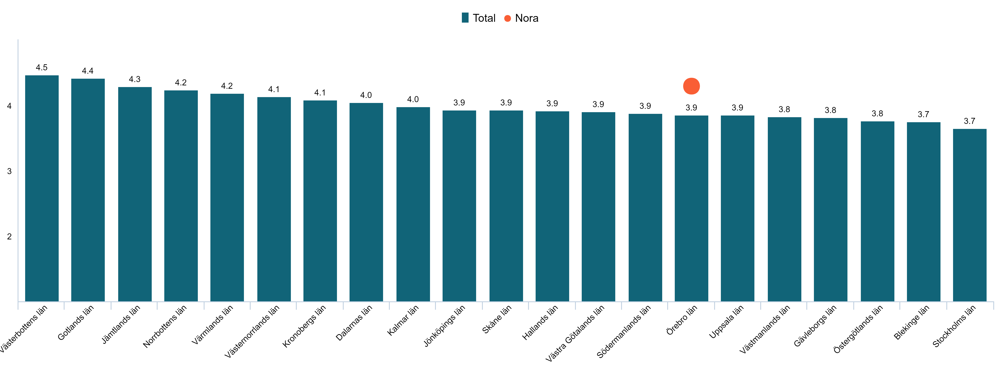 Total Nora
4.5 4.4 4.3 4.2 4.2 4.1 4.1 4.0 4.0 3.9 3.9 3.9 3.9 3.9 3.9 3.9 3.8 3.8 3.8 3.7 3.7
4
3
2
Västerbottens län
Gotlands län
Jämtlands län
Norrbottens län
Värmlands län
Västernorrlands län
Kronobergs län
Dalarnas län
Kalmar län
Jönköpings län
Skåne län
Hallands län
Västra Götalands län
Södermanlands län
Örebro län
Uppsala län
Västmanlands län
Gävleborgs län
Östergötlands län
Blekinge län
Stockholms län